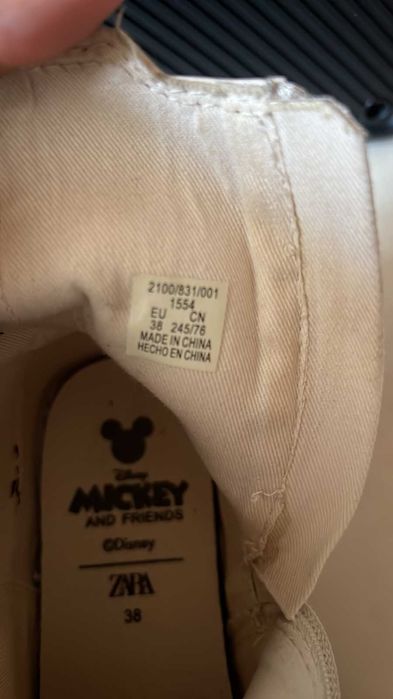 2100/831/001
1554
EU CN
38 245/76
MADE IN CHINA
HECHO EN CHINA
Disney
MICKEY
AND FRIENDS
©Disney
ZARA
38